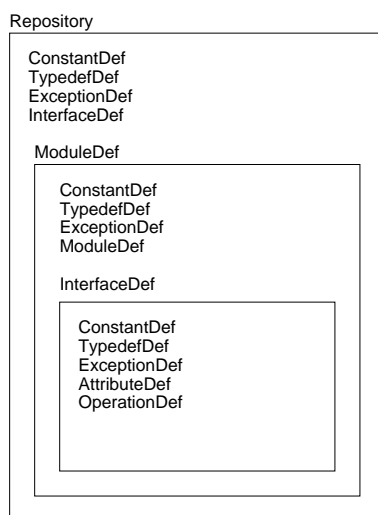 Repository
ConstantDef
TypedefDef
ExceptionDef
InterfaceDef
ModuleDef
ConstantDef
TypedefDef
ExceptionDef
ModuleDef
InterfaceDef
ConstantDef
TypedefDef
ExceptionDef
AttributeDef
OperationDef